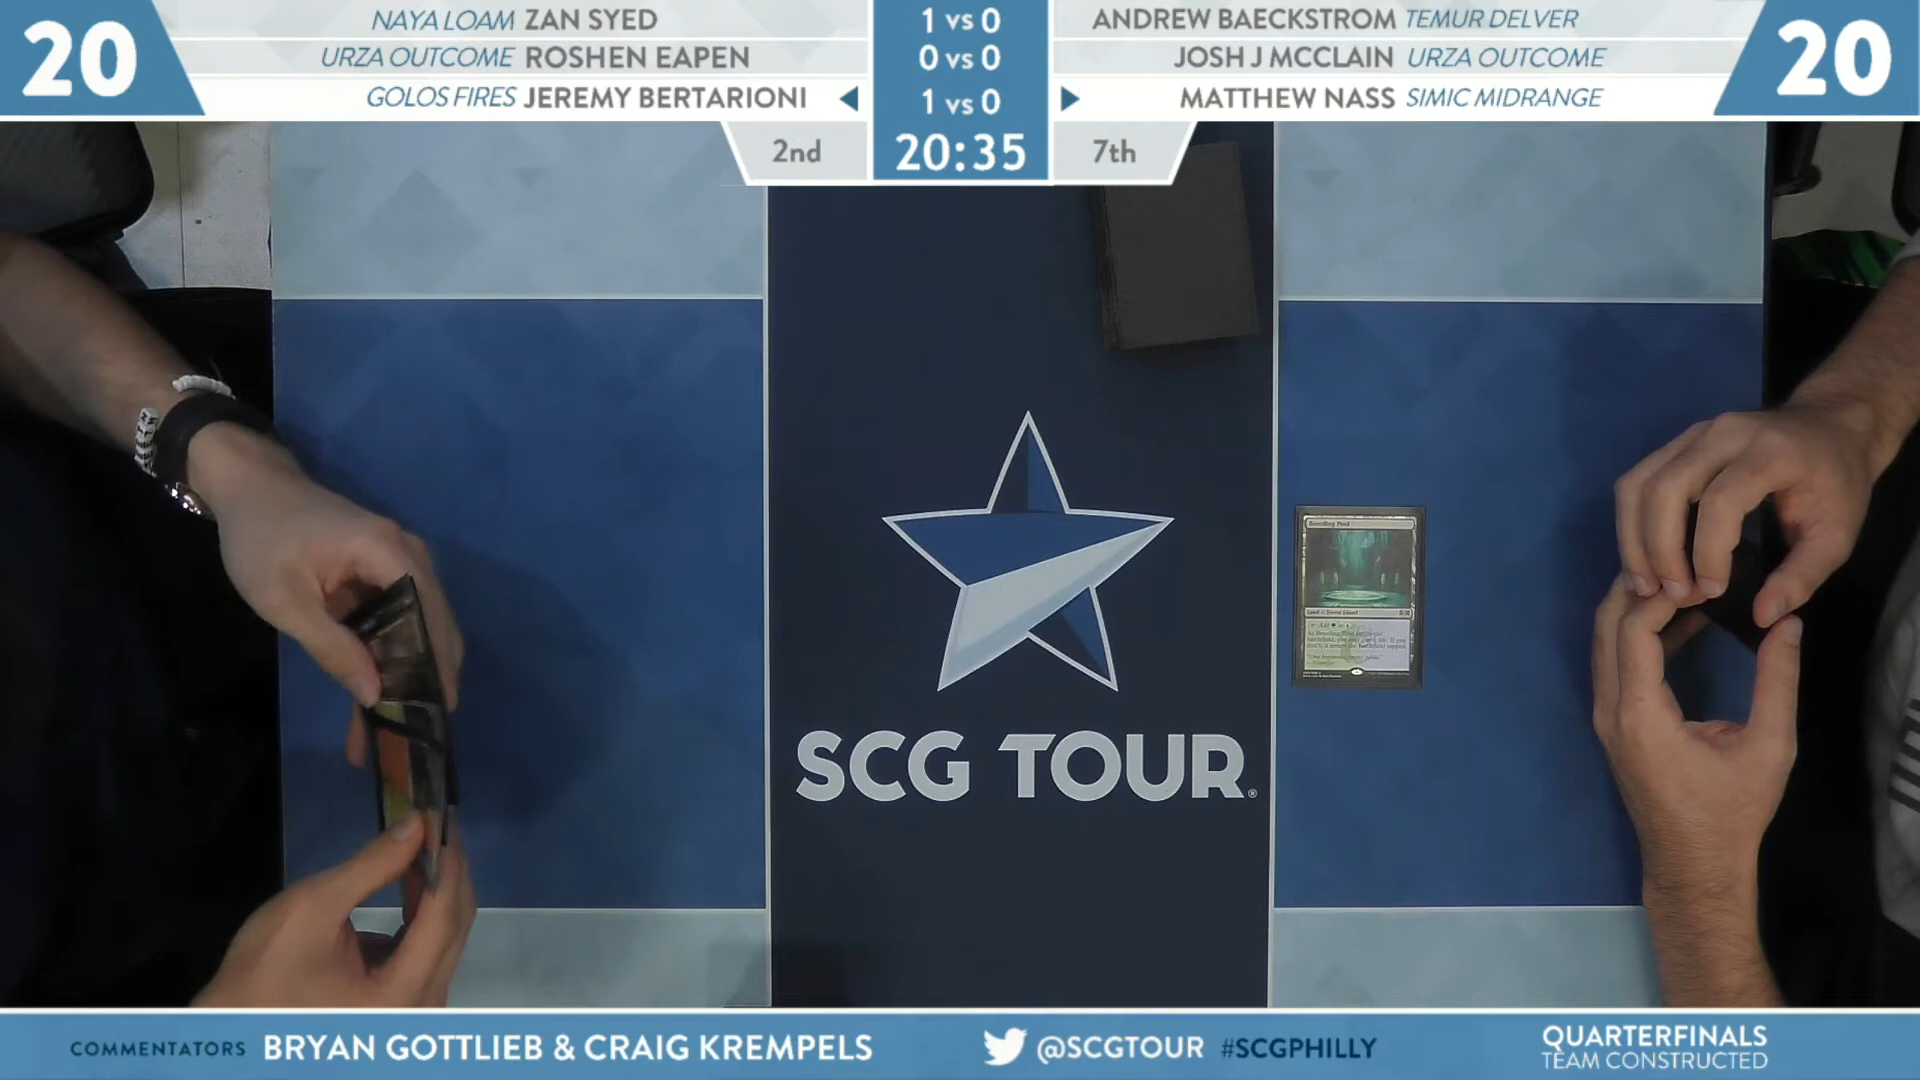 20
NAYA LOAM ZAN SYED
1 vs 0
ANDREW BAECKSTROM TEMUR DELVER
20
URZA OUTCOME ROSHEN EAPEN
0 vs 0
JOSH J MCCLAIN URZA OUTCOME
GOLOS FIRES JEREMY BERTARIONI
1 vs 0
MATTHEW NASS SIMIC MIDRANGE
2nd
20:35
7th
Breeding Pool
SCG TOUR®
COMMENTATORS BRYAN GOTTLIEB & CRAIG KREMPELS
@SCGTOUR #SCGPHILLY
QUARTERFINALS
TEAM CONSTRUCTED